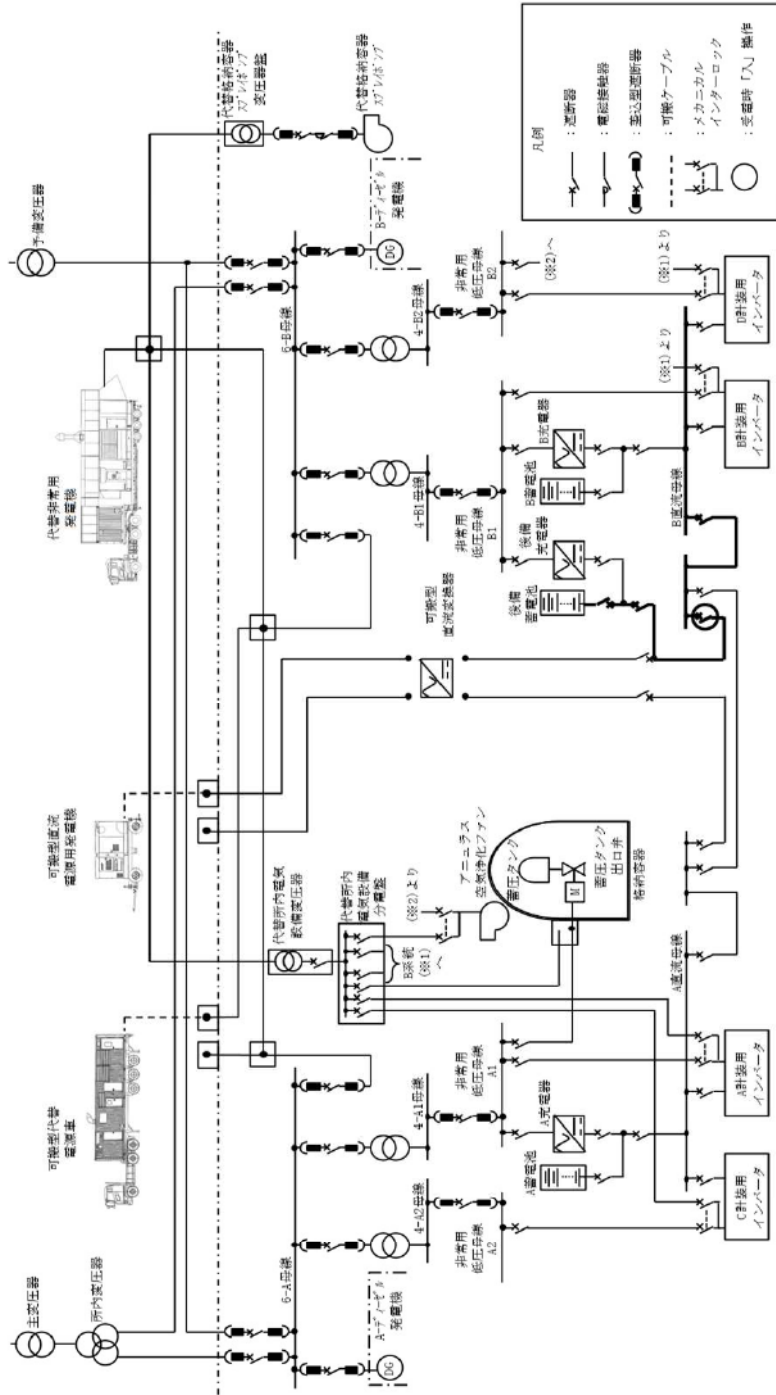 主変圧器
所内変圧器
可搬型代替
電源車
可搬型直流
電源用発電機
代替非常用
発電機
予備変圧器
代替格納容器
スプレイポンプ
変圧器盤
代替格納容器
スプレイポンプ
6-A母線
A-ディーゼル
発電機
DG
4-A2母線
4-A1母線
非常用
低圧母線
A2
非常用
低圧母線
A1
A蓄電池
A充電器
C計装用
インバータ
A計装用
インバータ
A直流母線
代替所内電気
設備変圧器
代替所内
電気設備
分電盤
B系統
(※1)
へ
(※2)より
アニュラス
空気浄化ファン
蓄圧タンク
M
蓄圧タンク
出口弁
格納容器
可搬型
直流変換器
6-B母線
B-ディーゼル
発電機
DG
4-B1母線
4-B2母線
非常用
低圧母線
B1
非常用
低圧母線
B2
(※2)へ
後備
蓄電池
後備
充電器
B蓄電池
B充電器
B直流母線
(※1)より
(※1)より
B計装用
インバータ
D計装用
インバータ
凡例
：遮断器
：電磁接触器
：差込型遮断器
：可搬ケーブル
：メカニカル
インターロック
：受電時「入」操作